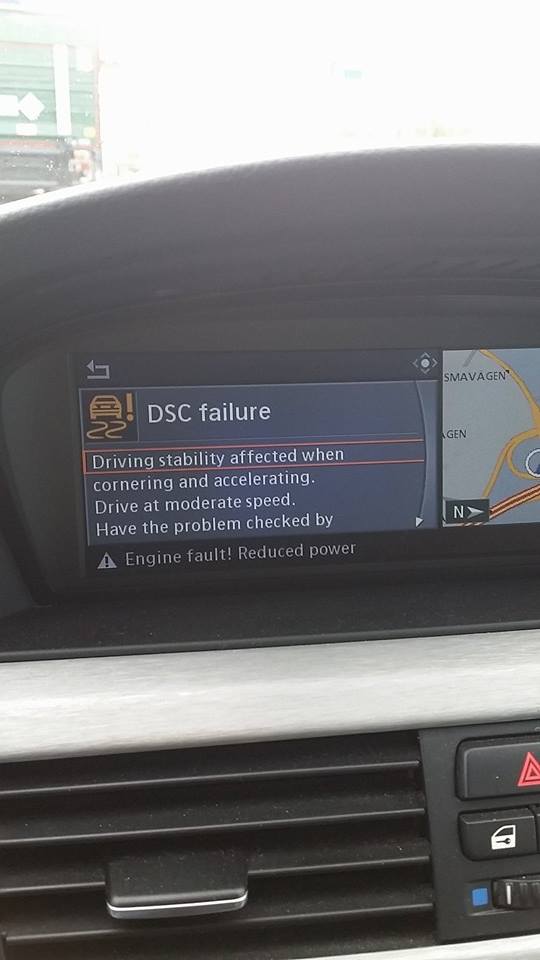 DSC failure
Driving stability affected when
cornering and accelerating.
Drive at moderate speed.
Have the problem checked by
Engine fault! Reduced power
SMAVÄGEN
GEN
N